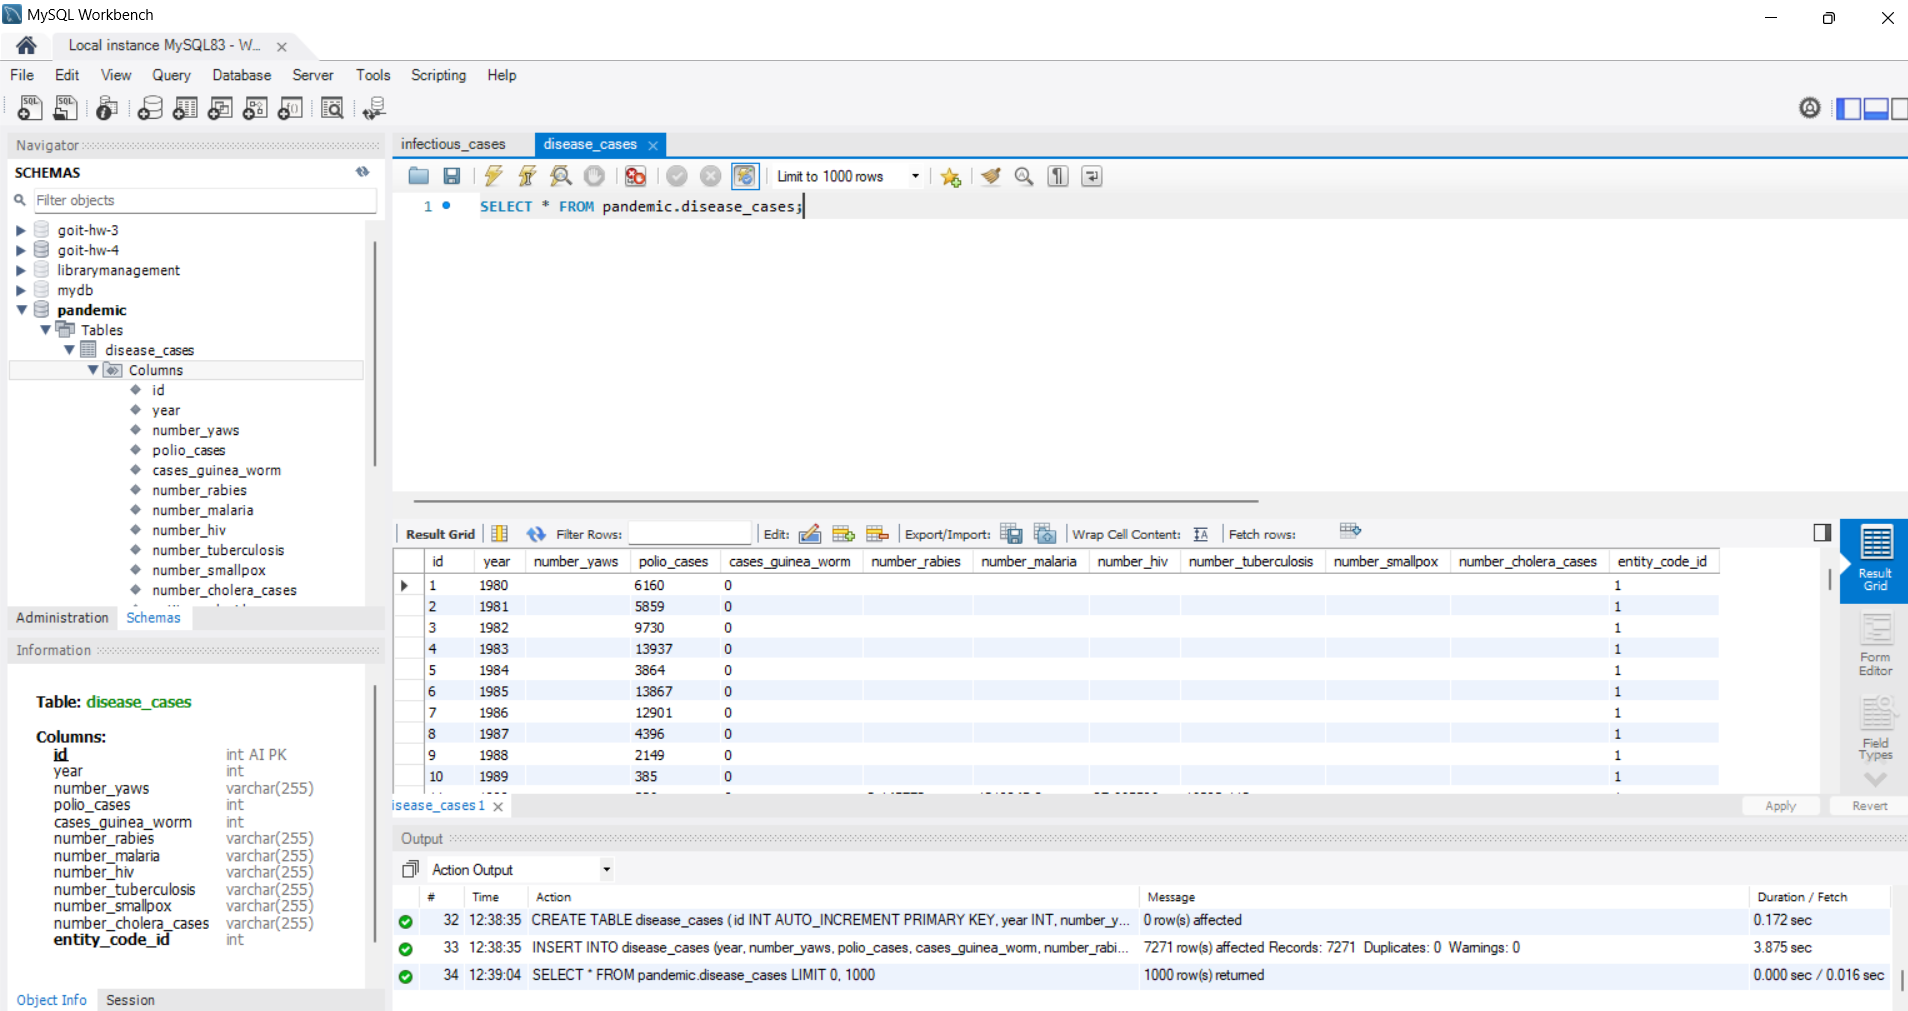 MySQL Workbench
Local instance MySQL83 - W...
File Edit View Query Database Server Tools Scripting Help
Navigator
SCHEMAS
Filter objects
goit-hw-3
goit-hw-4
librarymanagement
mydb
pandemic
Tables
disease_cases
Columns
id
year
number_yaws
polio_cases
cases_guinea_worm
number_rabies
number_malaria
number_hiv
number_tuberculosis
number_smallpox
number_cholera_cases
Administration Schemas
Information
Table: disease_cases
Columns:
id int AI PK
year int
number_yaws varchar(255)
polio_cases int
cases_guinea_worm int
number_rabies varchar(255)
number_malaria varchar(255)
number_hiv varchar(255)
number_tuberculosis varchar(255)
number_smallpox varchar(255)
number_cholera_cases varchar(255)
entity_code_id int
Object Info Session
infectious_cases disease_cases
Limit to 1000 rows
1 SELECT * FROM pandemic.disease_cases;
Result Grid Filter Rows: Edit: Export/Import: Wrap Cell Content: Fetch rows:
id year number_yaws polio_cases cases_guinea_worm number_rabies number_malaria number_hiv number_tuberculosis number_smallpox number_cholera_cases entity_code_id
1 1980 6160 0 1
2 1981 5859 0 1
3 1982 9730 0 1
4 1983 13937 0 1
5 1984 3864 0 1
6 1985 13867 0 1
7 1986 12901 0 1
8 1987 4396 0 1
9 1988 2149 0 1
10 1989 385 0 1
Result Grid
Form Editor
Field Types
isease_cases 1
Apply Revert
Output
Action Output
# Time Action Message Duration / Fetch
32 12:38:35 CREATE TABLE disease_cases ( id INT AUTO_INCREMENT PRIMARY KEY, year INT, number_y... 0 row(s) affected 0.172 sec
33 12:38:35 INSERT INTO disease_cases (year, number_yaws, polio_cases, cases_guinea_worm, number_rabi... 7271 row(s) affected Records: 7271 Duplicates: 0 Warnings: 0 3.875 sec
34 12:39:04 SELECT * FROM pandemic.disease_cases LIMIT 0, 1000 1000 row(s) returned 0.000 sec / 0.016 sec